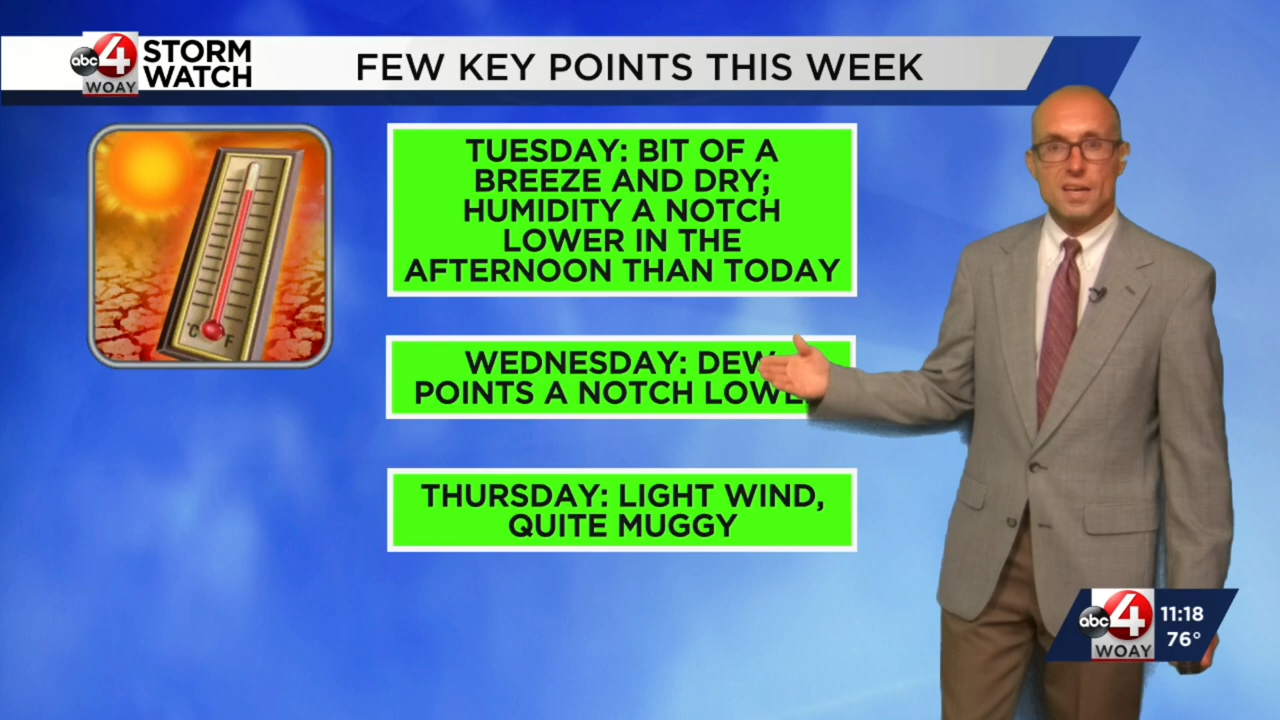 abc 4
WOAY
STORM
WATCH
FEW KEY POINTS THIS WEEK
TUESDAY: BIT OF A
BREEZE AND DRY;
HUMIDITY A NOTCH
LOWER IN THE
AFTERNOON THAN TODAY
WEDNESDAY: DEW
POINTS A NOTCH
THURSDAY: LIGHT WIND,
QUITE MUGGY
°C F
abc 4
WOAY
11:18
76°